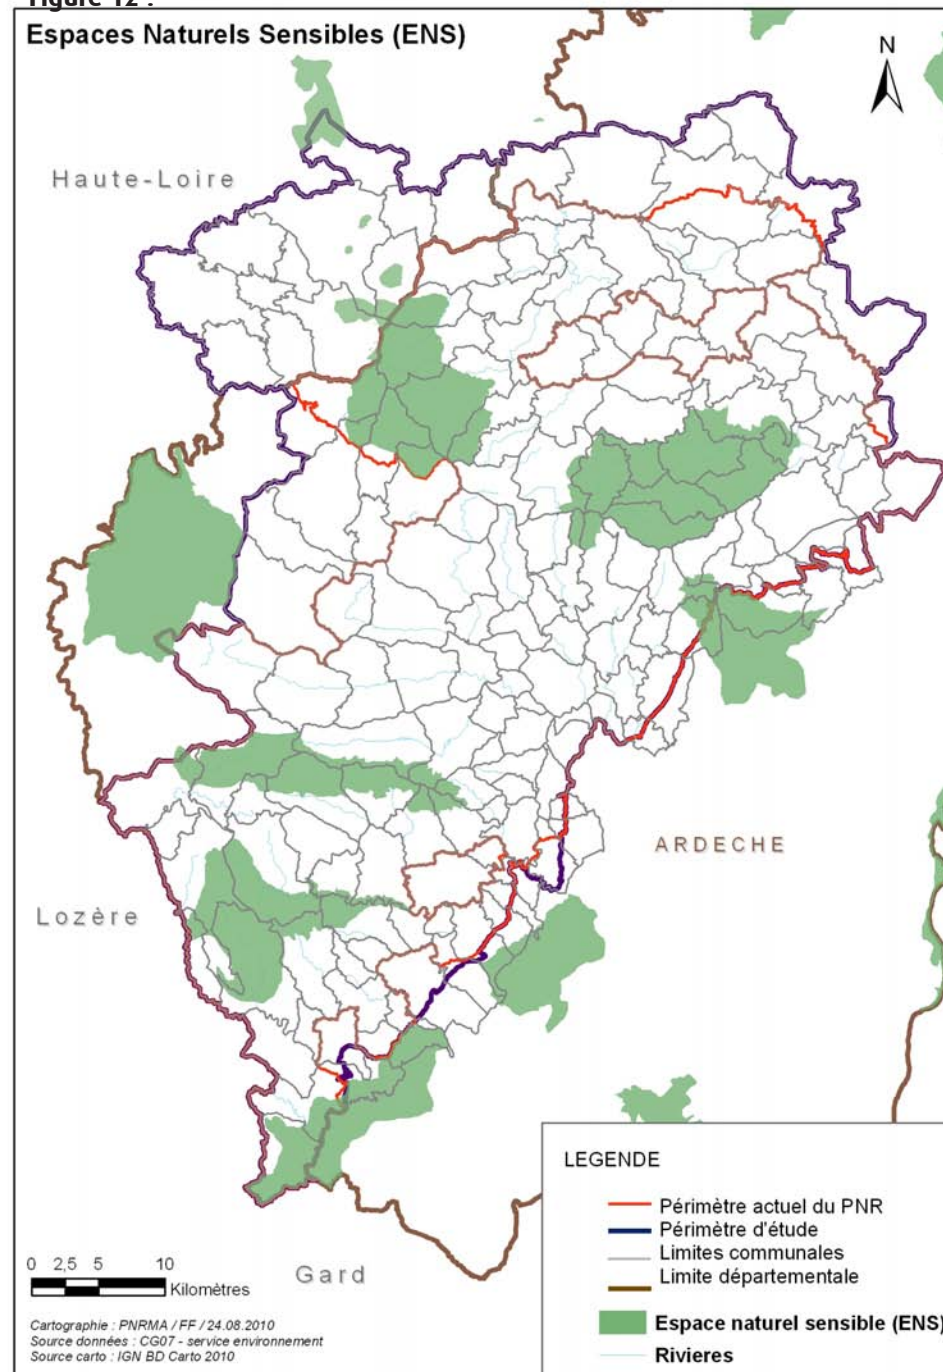 Figure 12 :
Espaces Naturels Sensibles (ENS)
N
Haute-Loire
ARDECHE
Lozère
Gard
LEGENDE
Périmètre actuel du PNR
Périmètre d'étude
Limites communales
Limite départementale
Espace naturel sensible (ENS)
Rivieres
0 2,5 5 10
Kilomètres
Cartographie : PNRMA / FF / 24.08.2010
Source données : CG07 - service environnement
Source carto : IGN BD Carto 2010